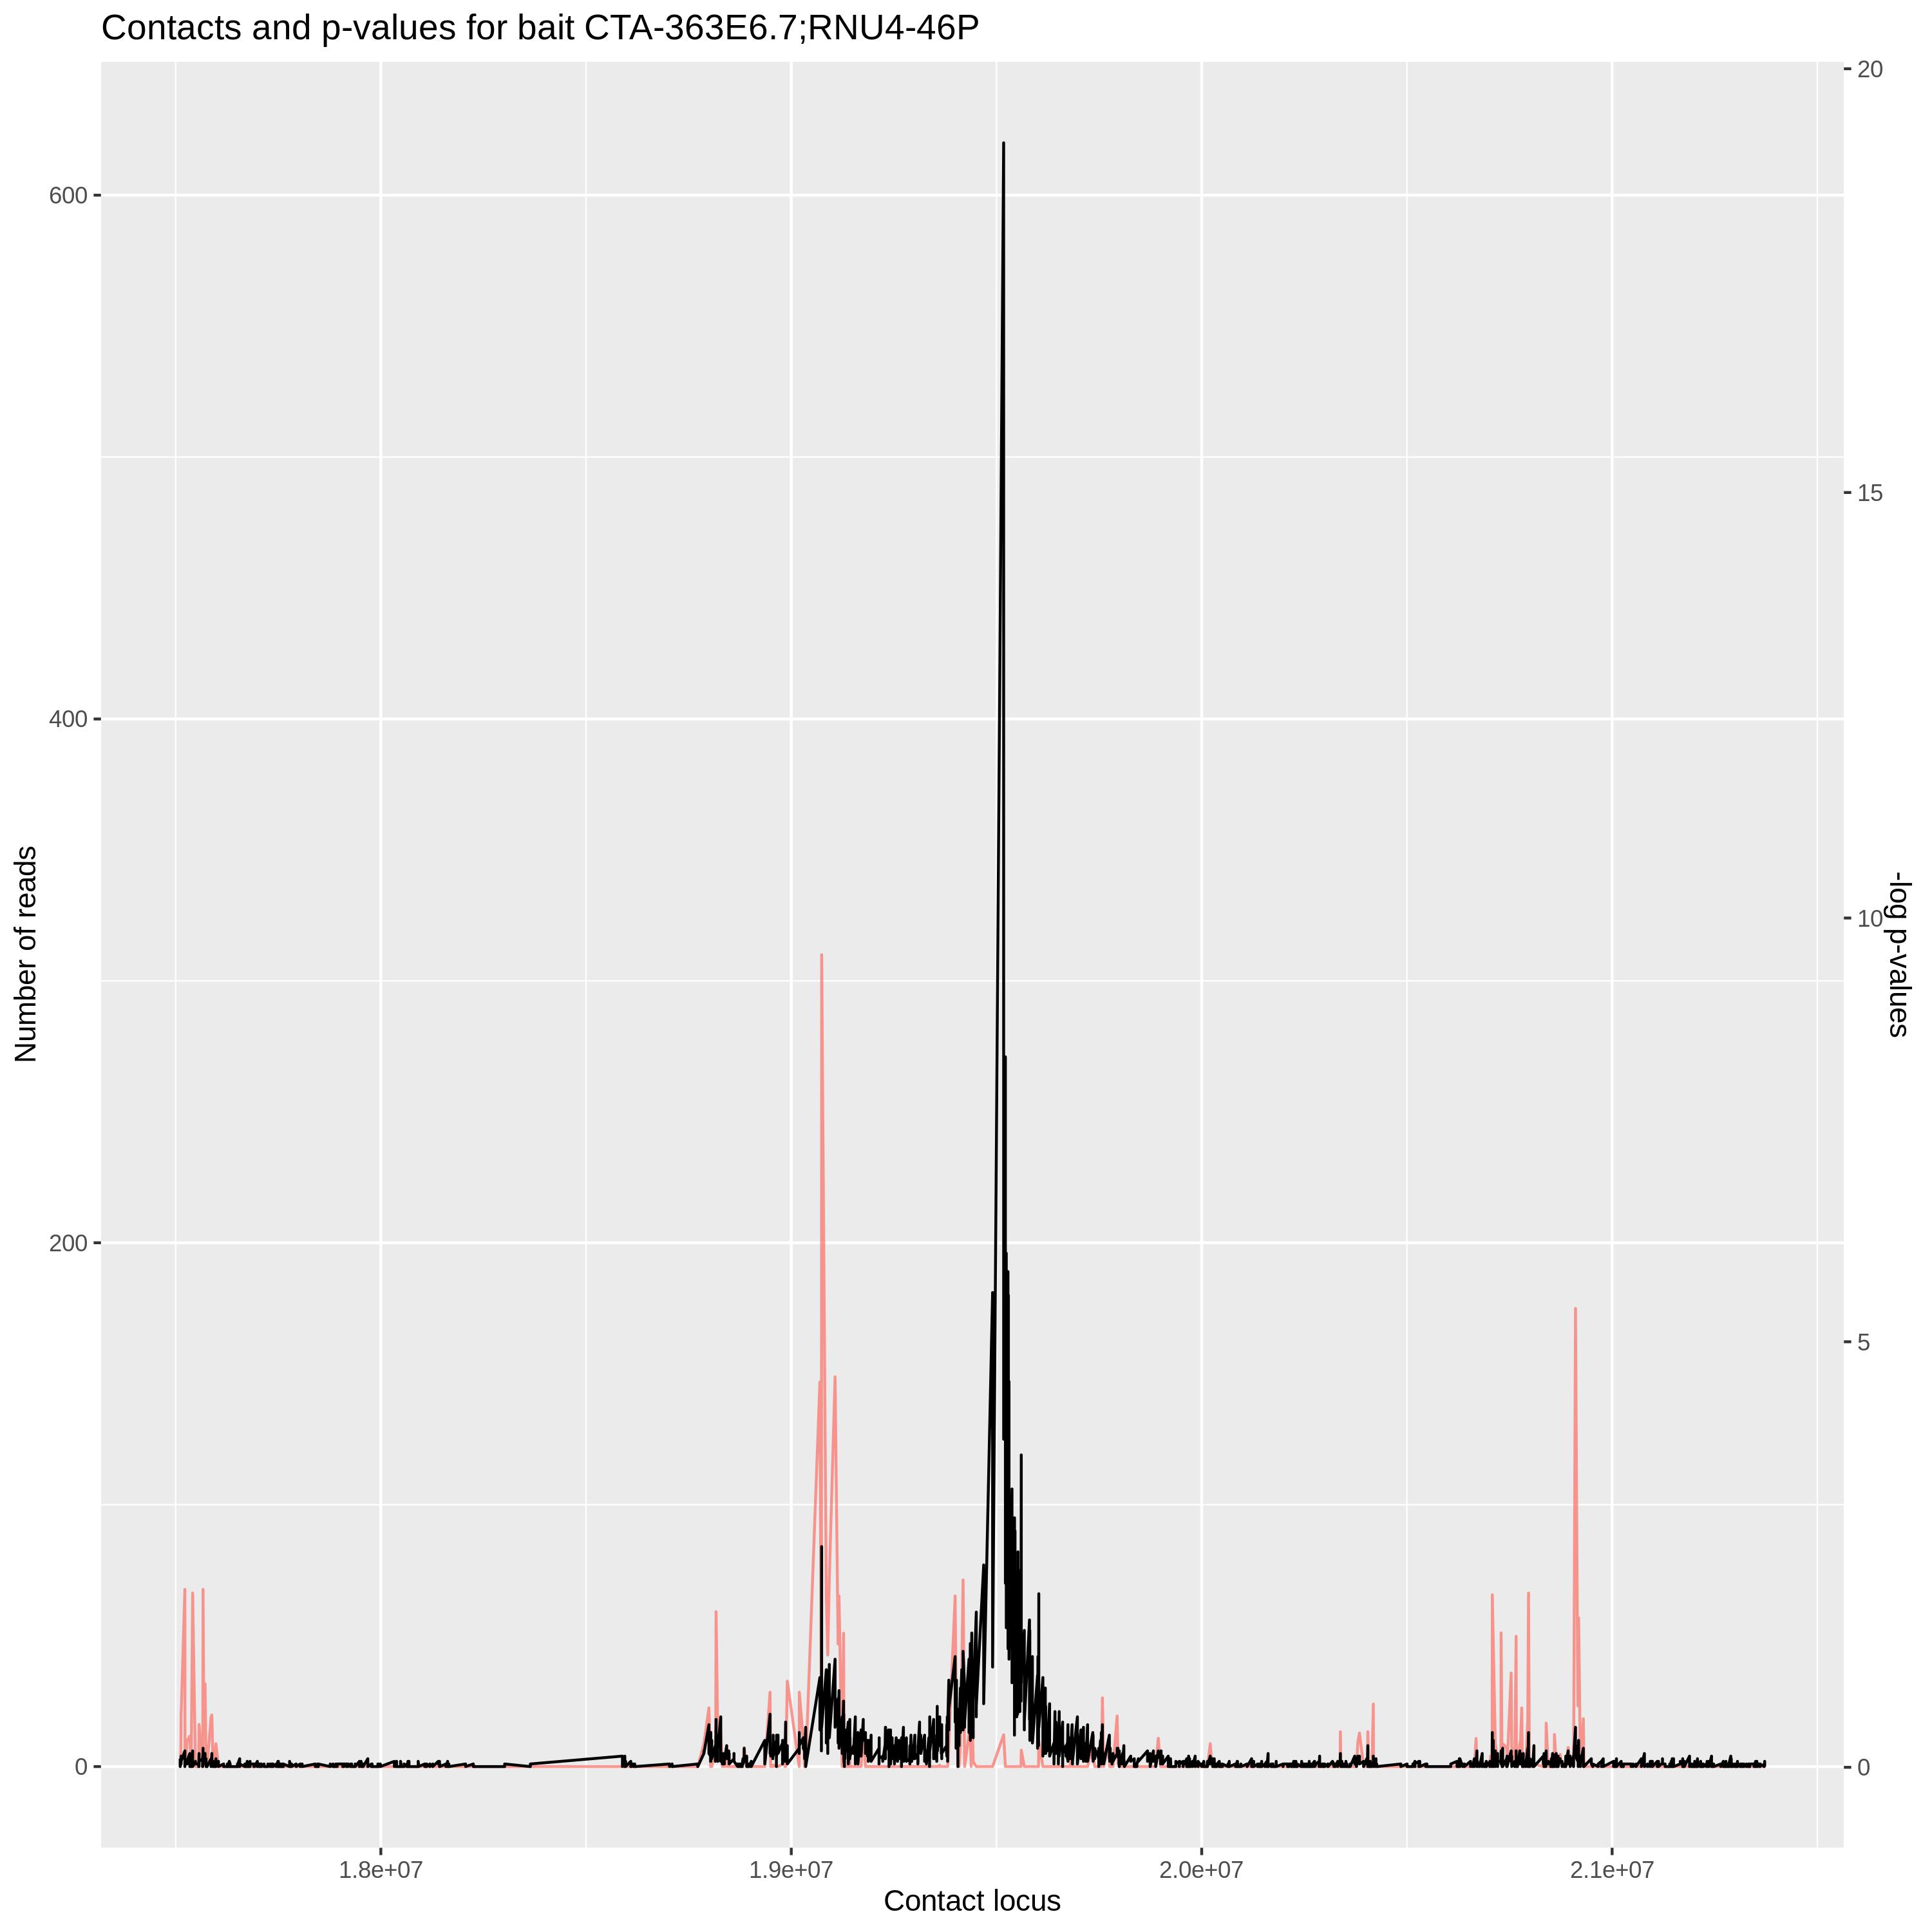 Contacts and p-values for bait CTA-363E6.7;RNU4-46P
20
600
15
400
Number of reads
10
-log p-values
200
5
0
0
1.8e+07
1.9e+07
2.0e+07
2.1e+07
Contact locus